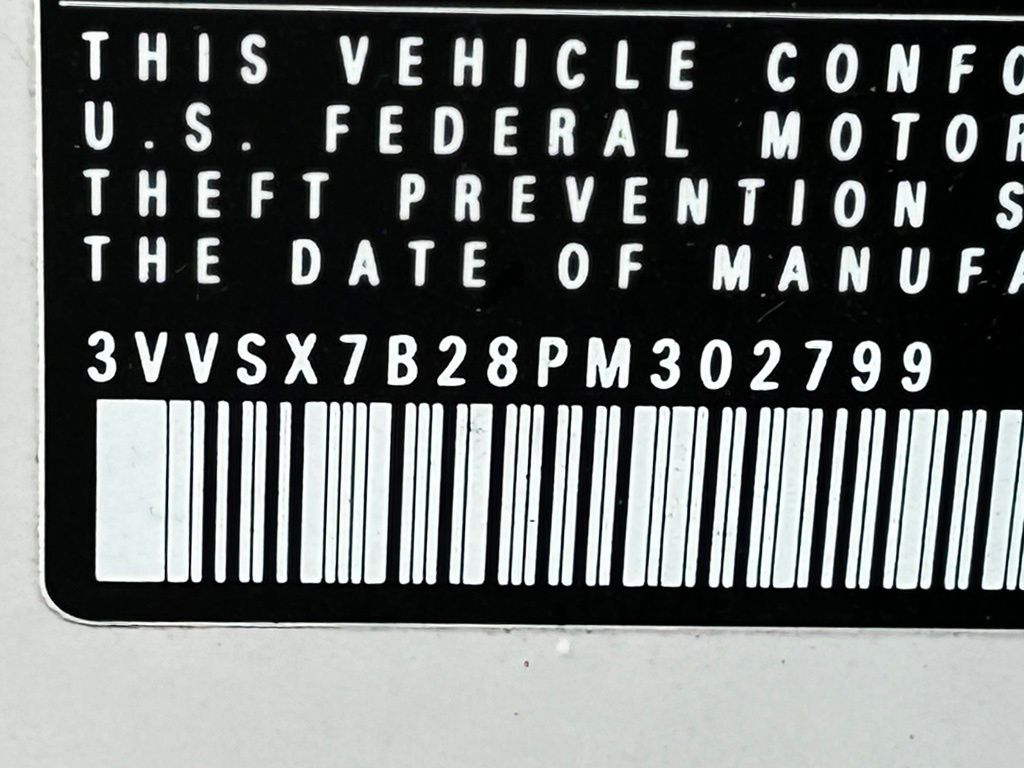 THIS VEHICLE CONFO
U.S. FEDERAL MOTOR
THEFT PREVENTION S
THE DATE OF MANUFA
3VVSX7B28PM302799